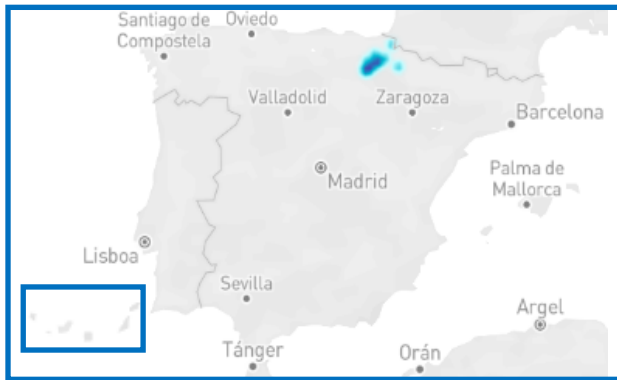 Santiago de
Compostela
Oviedo
Valladolid
Zaragoza
Barcelona
Madrid
Palma de
Mallorca
Lisboa
Sevilla
Argel
Tánger
Orán